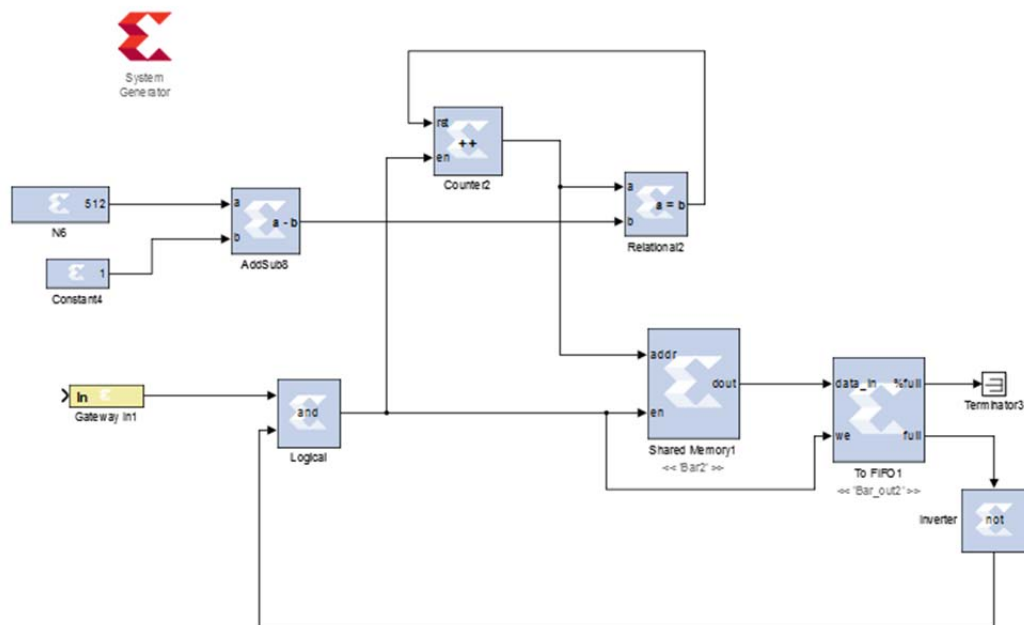 System
Generator
rst
++
en
Counter2
512
N6
a
b
a - b
AddSub8
1
Constant4
a
b
a = b
Relational2
In
Gateway In1
and
Logical
addr
dout
en
Shared Memory1
<< 'Bar2' >>
data_in
%full
we
full
To FIFO1
<< 'Bar_out2' >>
Terminator3
Inverter
not